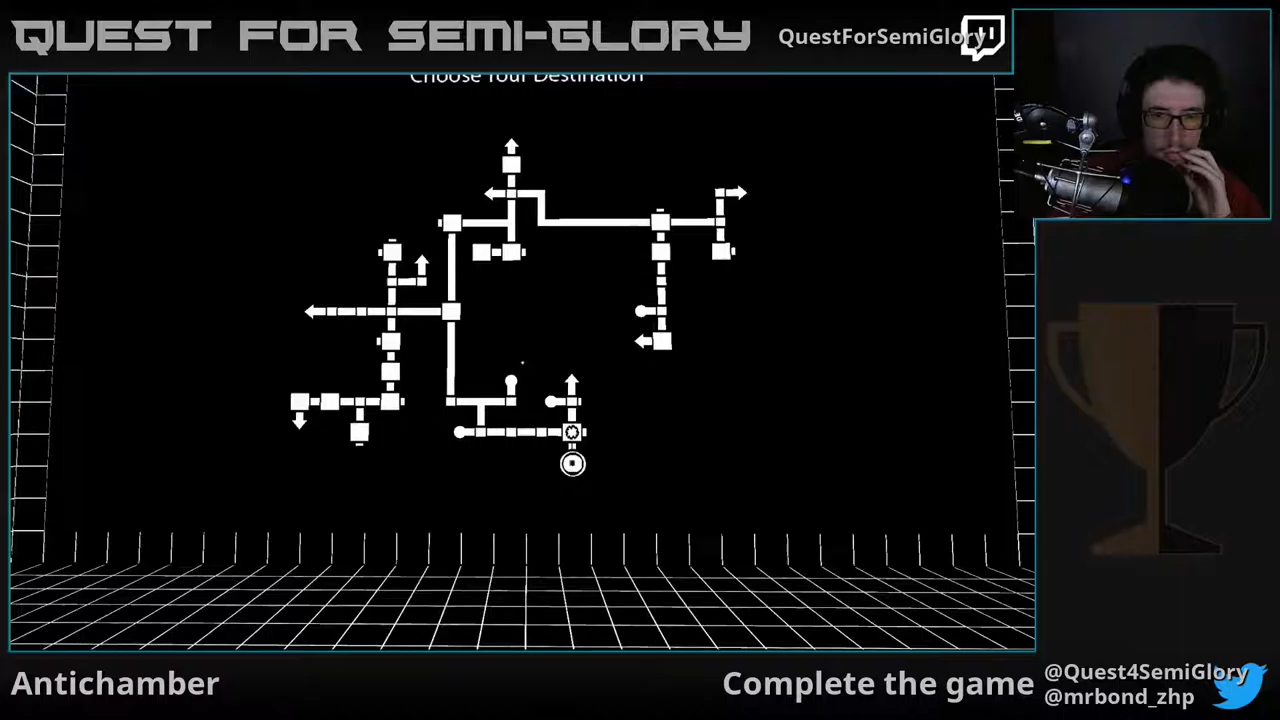 QUEST FOR SEMI-GLORY
QuestForSemiGlory
Choose Your Destination
Antichamber
Complete the game
@Quest4SemiGlory
@mrbond_zhp